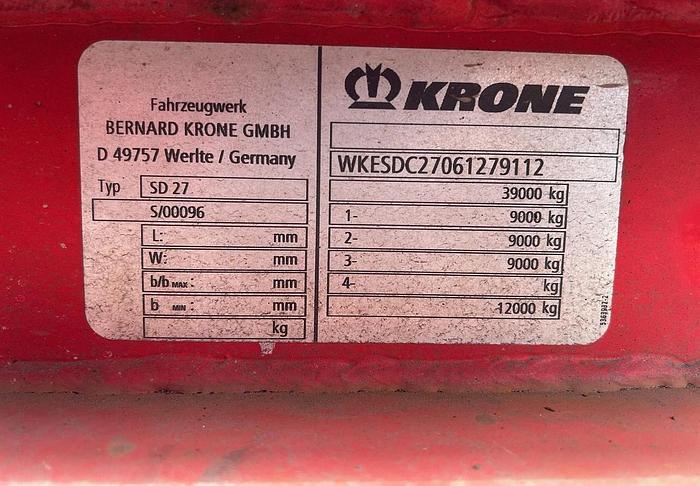 Fahrzeugwerk
BERNARD KRONE GMBH
D 49757 Werlte / Germany
Typ SD 27
S/00096
L: mm
W: mm
b/b MAX : mm
b MIN : mm
kg
KRONE
WKESDC27061279112
39000 kg
1- 9000 kg
2- 9000 kg
3- 9000 kg
4- kg
12000 kg